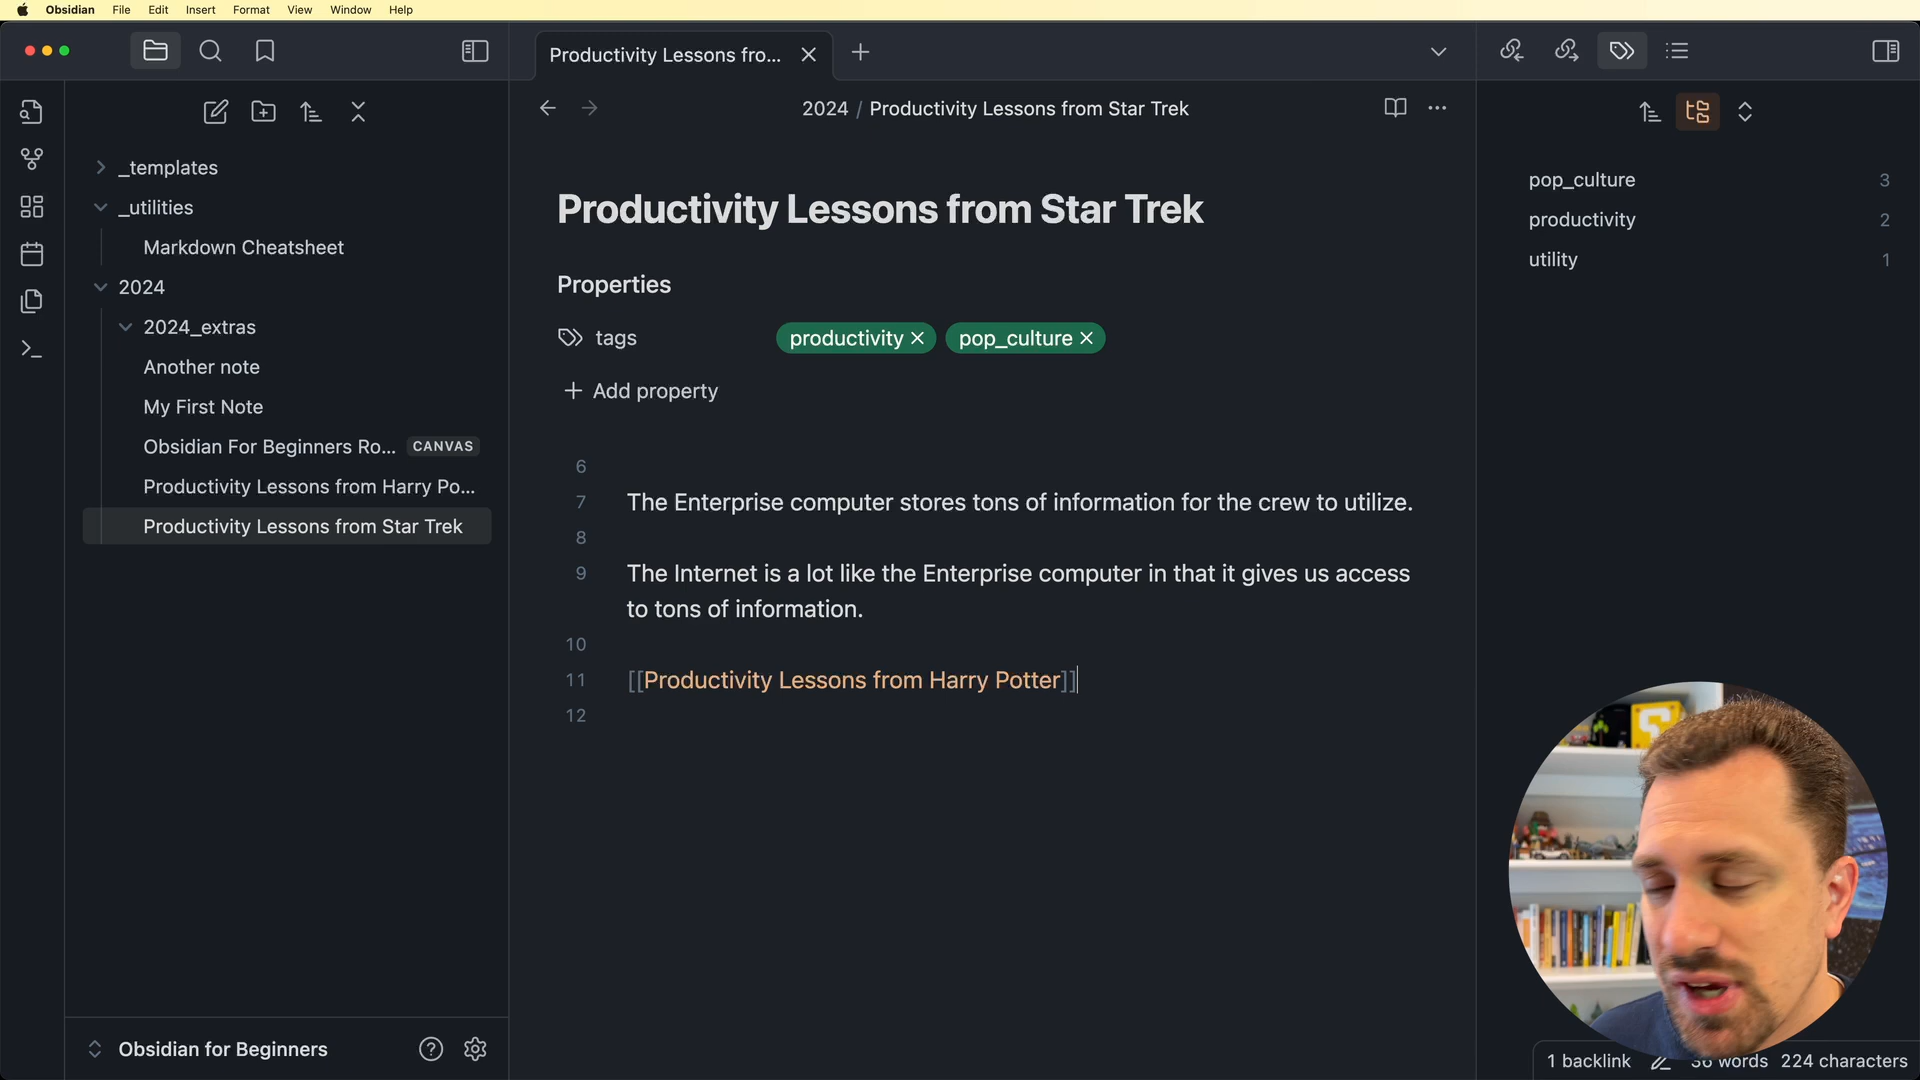 Obsidian File Edit Insert Format View Window Help
Productivity Lessons fro...
2024 / Productivity Lessons from Star Trek
_templates
_utilities
Markdown Cheatsheet
2024
2024_extras
Another note
My First Note
Obsidian For Beginners Ro... CANVAS
Productivity Lessons from Harry Po...
Productivity Lessons from Star Trek
Obsidian for Beginners
Productivity Lessons from Star Trek
Properties
tags productivity pop_culture
Add property
6
7 The Enterprise computer stores tons of information for the crew to utilize.
8
9 The Internet is a lot like the Enterprise computer in that it gives us access
to tons of information.
10
11 [[Productivity Lessons from Harry Potter]]
12
pop_culture 3
productivity 2
utility 1
1 backlink 36 words 224 characters